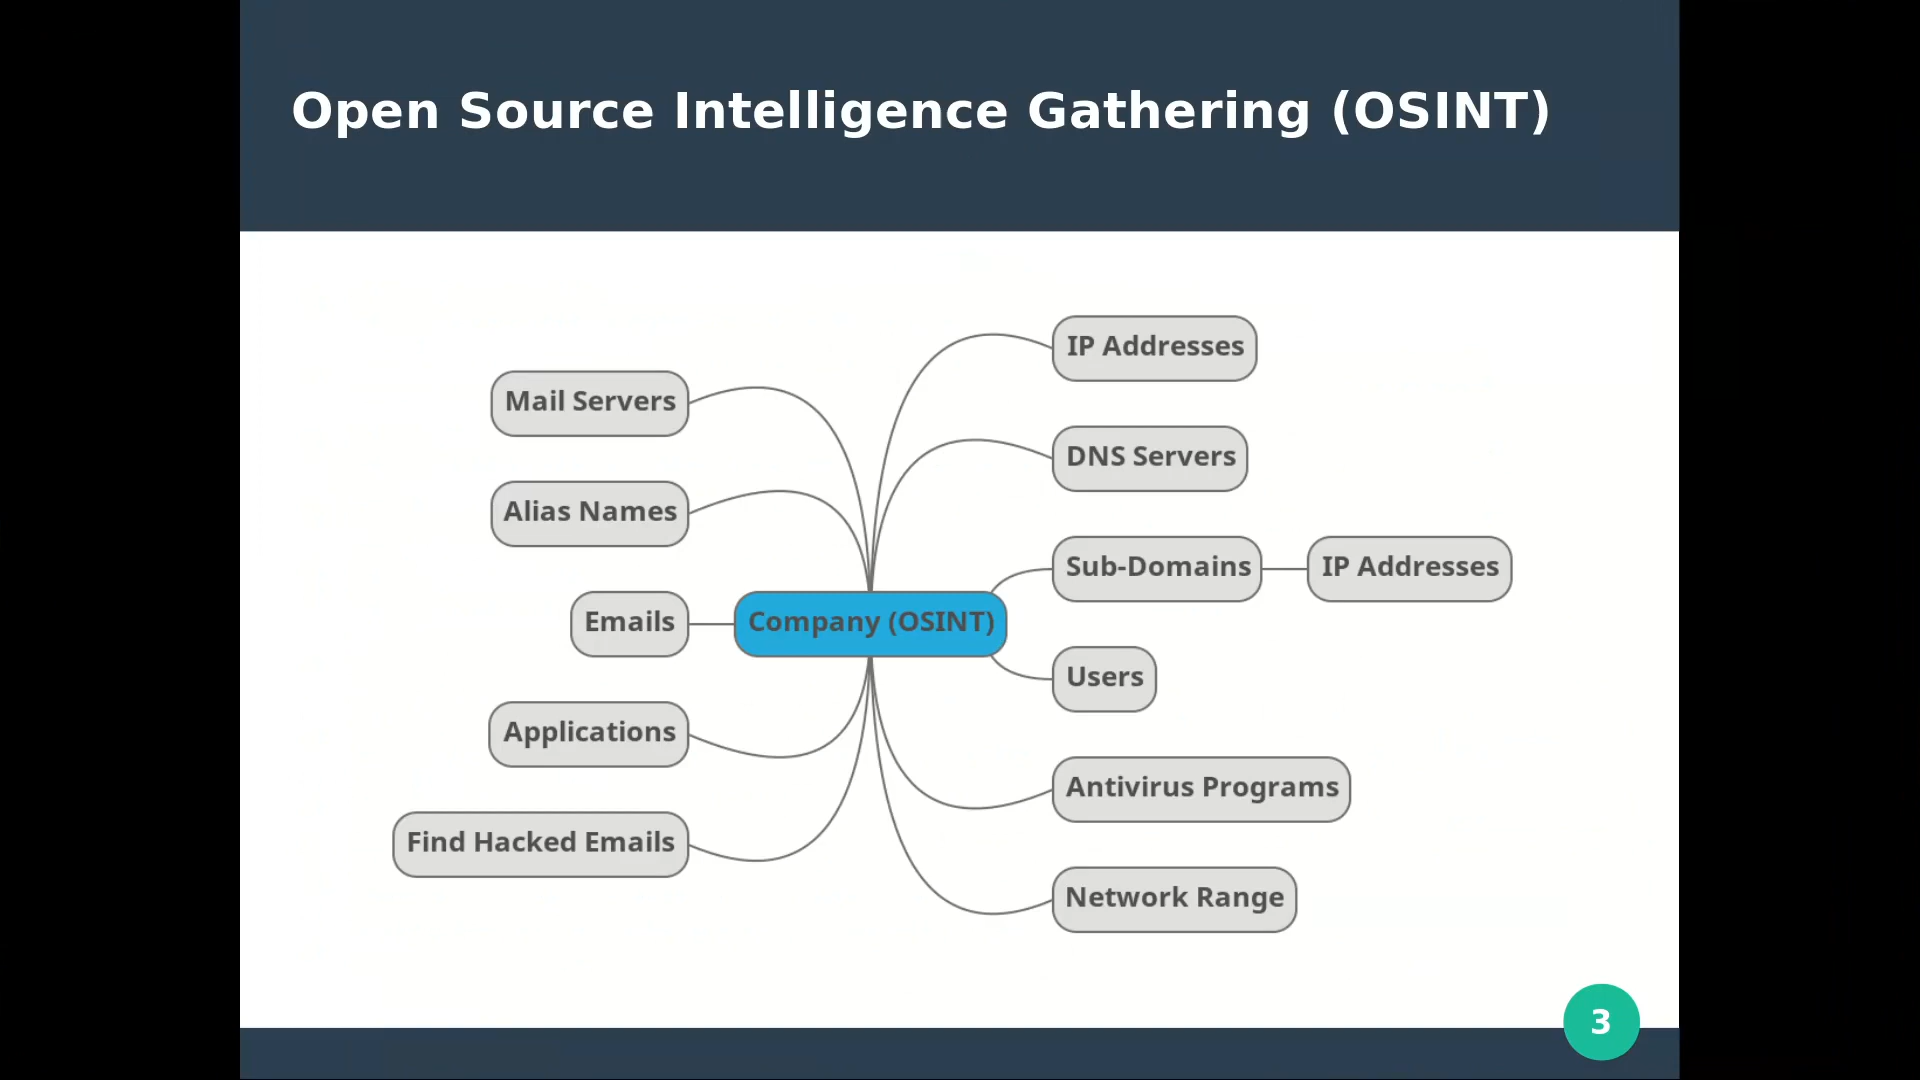 Open Source Intelligence Gathering (OSINT)
Mail Servers
Alias Names
Emails
Applications
Find Hacked Emails
Company (OSINT)
IP Addresses
DNS Servers
Sub-Domains
IP Addresses
Users
Antivirus Programs
Network Range
3